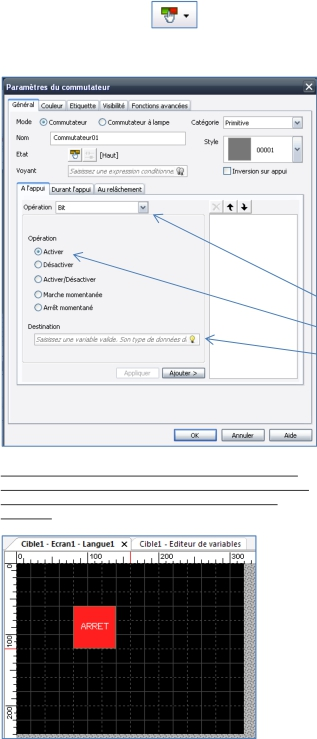 Paramètres du commutateur
Général Couleur Etiquette Visibilité Fonctions avancées
Mode Commutateur Commutateur à lampe Catégorie Primitive
Nom Commutateur01
Style 00001
Etat [Haut]
Voyant Saisissez une expression conditionne. Inversion sur appui
A l'appui Durant l'appui Au relâchement
Opération Bit
Opération
Activer
Désactiver
Activer/Désactiver
Marche momentanée
Arrêt momentané
Destination
Saisissez une variable valide. Son type de données d.
Appliquer Ajouter >
OK Annuler Aide
Cible1 - Ecran1 - Langue1 X Cible1 - Editeur de variables
0 100 200 300
0
ARRET
100
200